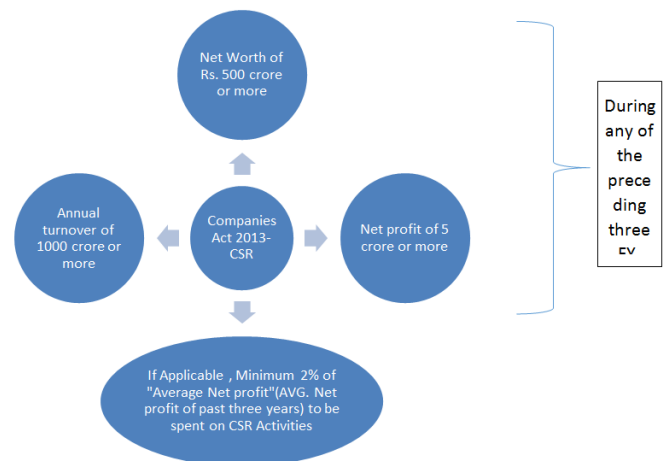 Net Worth of
Rs. 500 crore
or more
Annual
turnover of
1000 crore or
more
Companies
Act 2013-
CSR
Net profit of 5
crore or more
If Applicable , Minimum 2% of
"Average Net profit"(AVG. Net
profit of past three years) to be
spent on CSR Activities
During
any of
the
prece
ding
three
FY